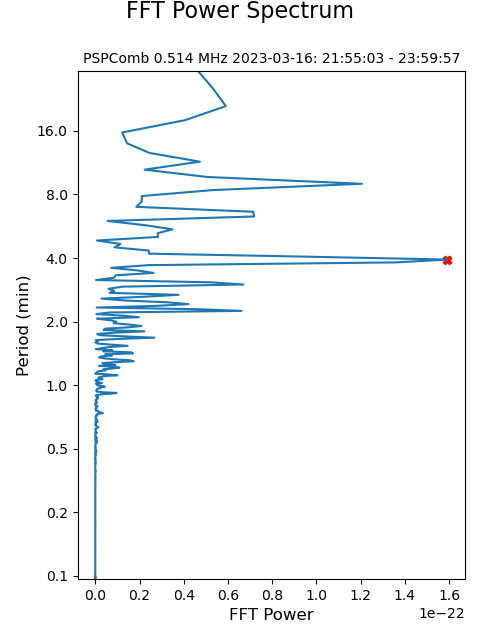 FFT Power Spectrum
PSPComb 0.514 MHz 2023-03-16: 21:55:03 - 23:59:57
16.0
8.0
4.0
2.0
1.0
0.5
0.2
0.1
Period (min)
0.0 0.2 0.4 0.6 0.8 1.0 1.2 1.4 1.6
1e−22
FFT Power